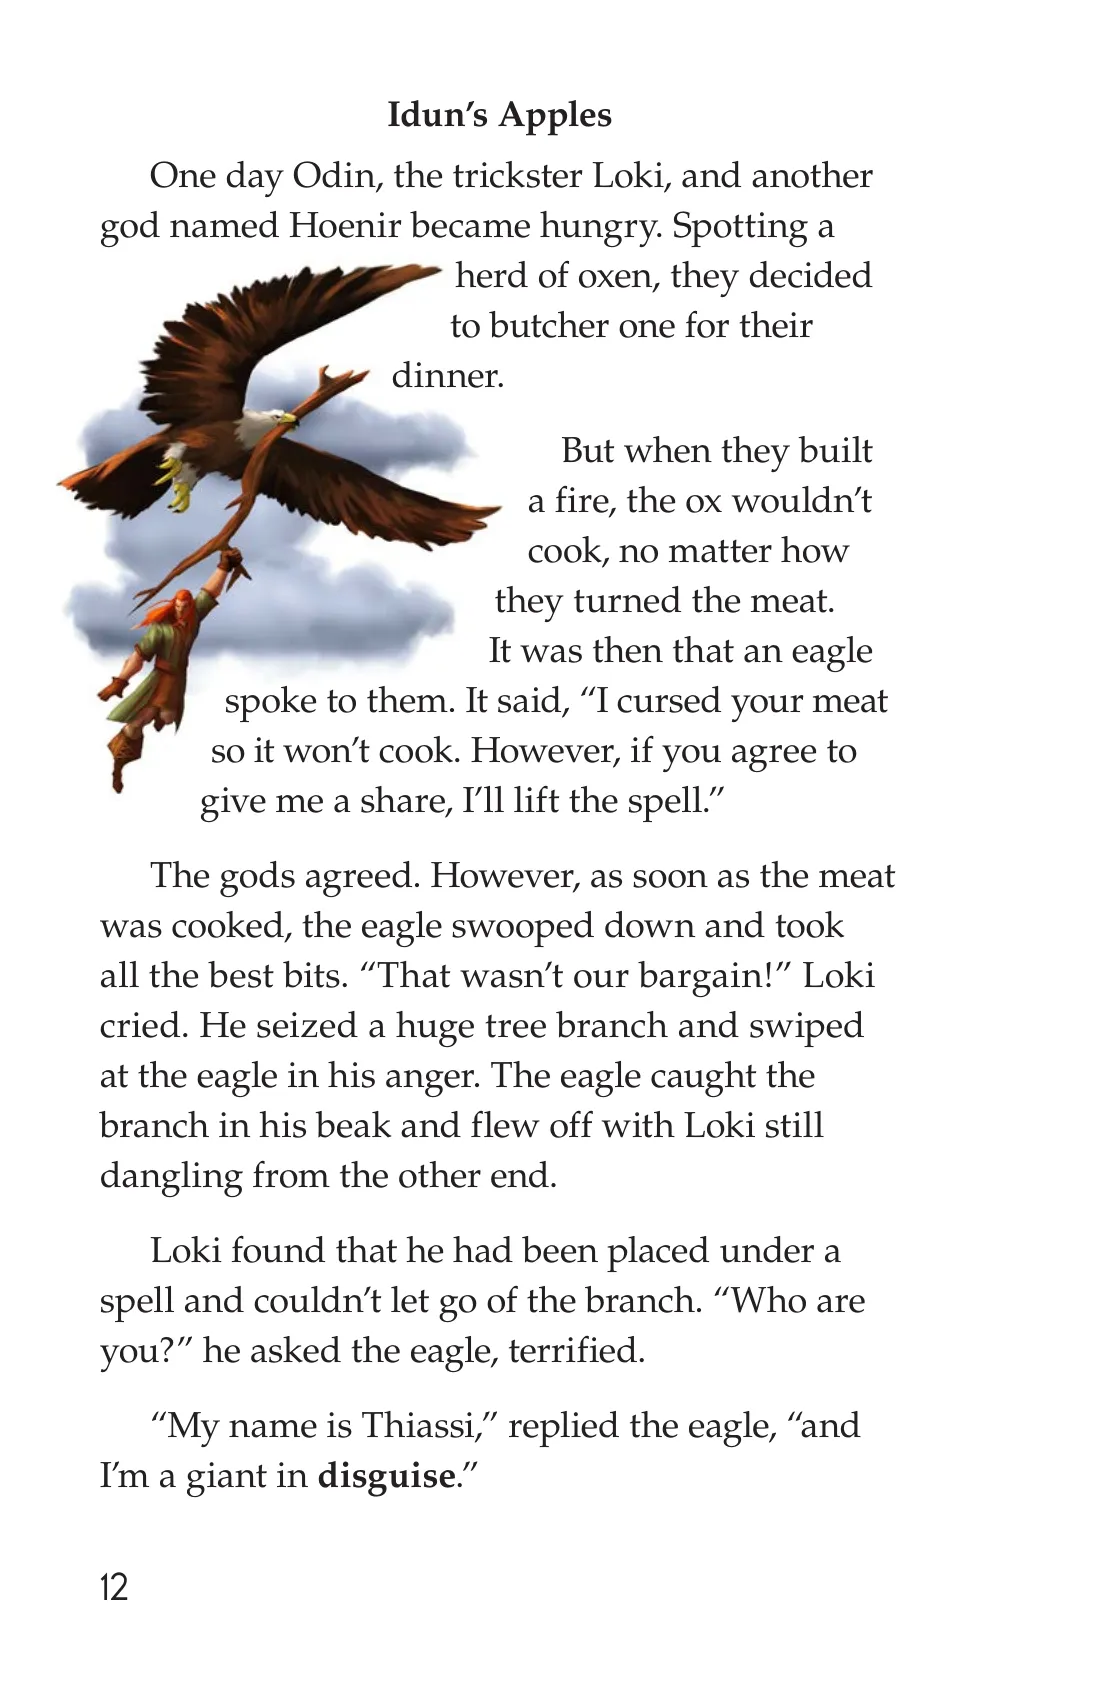 Idun’s Apples
One day Odin, the trickster Loki, and another
god named Hoenir became hungry. Spotting a
herd of oxen, they decided
to butcher one for their
dinner.
But when they built
a fire, the ox wouldn’t
cook, no matter how
they turned the meat.
It was then that an eagle
spoke to them. It said, “I cursed your meat
so it won’t cook. However, if you agree to
give me a share, I’ll lift the spell.”
The gods agreed. However, as soon as the meat
was cooked, the eagle swooped down and took
all the best bits. “That wasn’t our bargain!” Loki
cried. He seized a huge tree branch and swiped
at the eagle in his anger. The eagle caught the
branch in his beak and flew off with Loki still
dangling from the other end.
Loki found that he had been placed under a
spell and couldn’t let go of the branch. “Who are
you?” he asked the eagle, terrified.
“My name is Thiassi,” replied the eagle, “and
I’m a giant in disguise.”
12